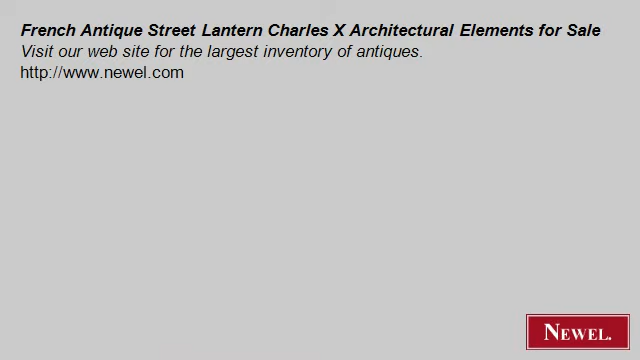 French Antique Street Lantern Charles X Architectural Elements for Sale
Visit our web site for the largest inventory of antiques.
http://www.newel.com
NEWEL.